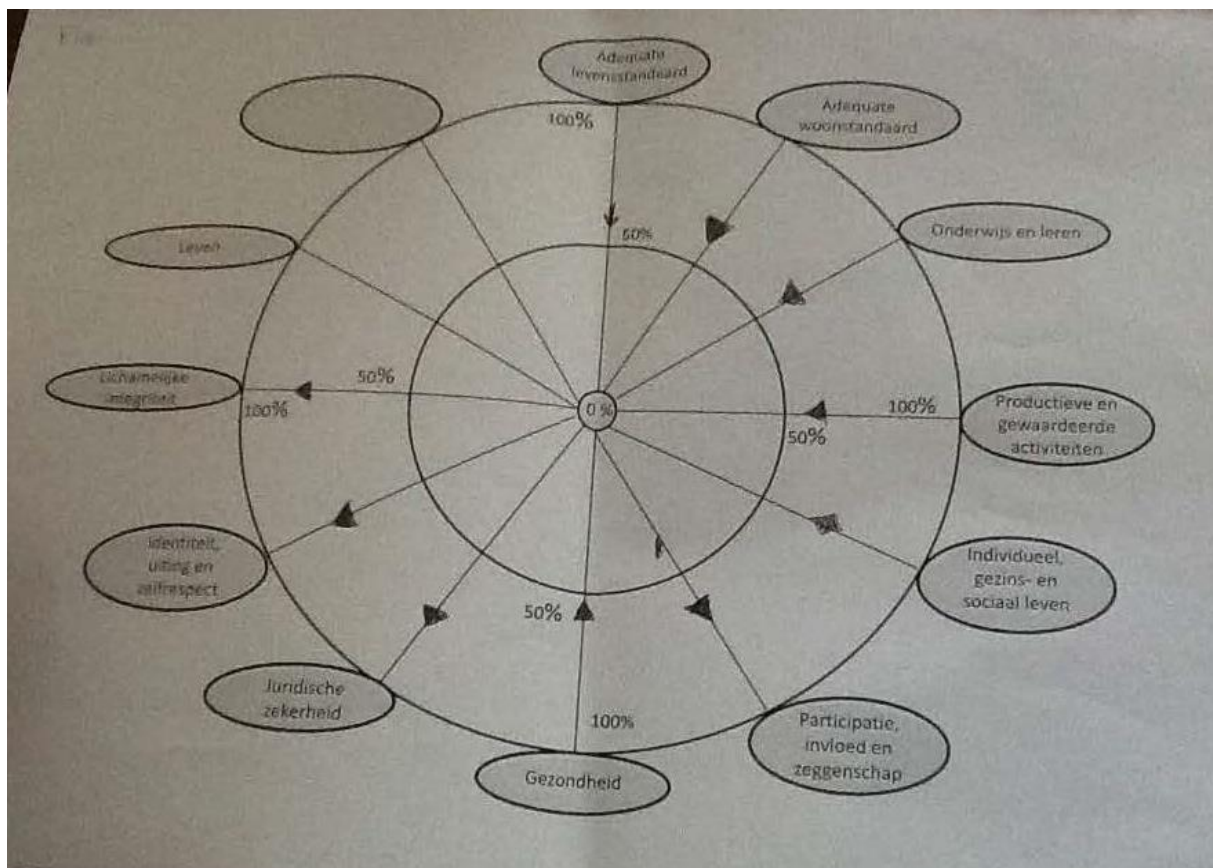 Adequate
levensstandaard
Adequate
woonstandaard
100%
50%
Onderwijs en leren
Leven
Lichamelijke
integriteit
50%
100%
0 %
100%
50%
Productieve en
gewaardeerde
activiteiten
Identiteit,
uiting en
zelfrespect
Individueel,
gezins- en
sociaal leven
50%
Juridische
zekerheid
100%
Participatie,
invloed en
zeggenschap
Gezondheid